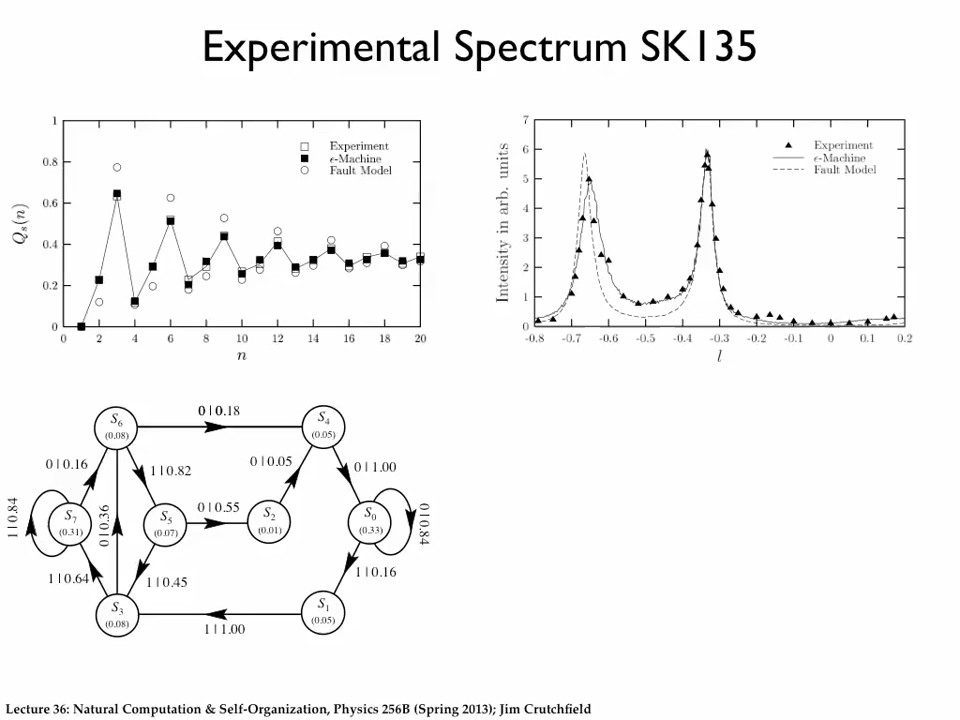 Experimental Spectrum SK135
1
0.8
0.6
0.4
0.2
0
0 2 4 6 8 10 12 14 16 18 20
Qs(n)
n
Experiment
ϵ-Machine
Fault Model
7
6
5
4
3
2
1
0
-0.8 -0.7 -0.6 -0.5 -0.4 -0.3 -0.2 -0.1 0 0.1 0.2
Intensity in arb. units
l
Experiment
ϵ-Machine
Fault Model
S6
(0.08)
0|0.18
S4
(0.05)
0|0.16
1|0.82
0|0.05
0|1.00
1|0.84
S7
(0.31)
0|0.36
S5
(0.07)
0|0.55
S2
(0.01)
S0
(0.33)
0|0.84
1|0.64
1|0.45
1|0.16
S3
(0.08)
1|1.00
S1
(0.05)
Lecture 36: Natural Computation & Self-Organization, Physics 256B (Spring 2013); Jim Crutchfield